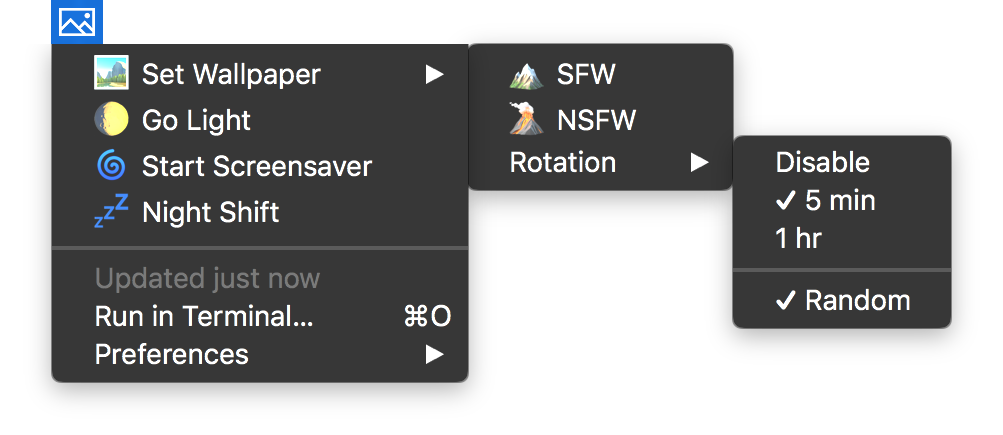 Set Wallpaper ▶
Go Light
Start Screensaver
Night Shift
Updated just now
Run in Terminal... ⌘O
Preferences ▶
SFW
NSFW
Rotation ▶
Disable
✓ 5 min
1 hr
✓ Random